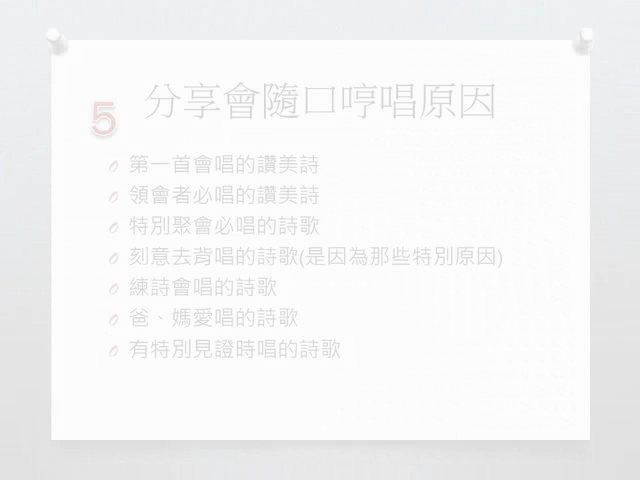 5 分享會隨口哼唱原因
第一首會唱的讚美詩
領會者必唱的讚美詩
特別聚會必唱的詩歌
刻意去背唱的詩歌(是因為那些特別原因)
練詩會唱的詩歌
爸、媽愛唱的詩歌
有特別見證時唱的詩歌